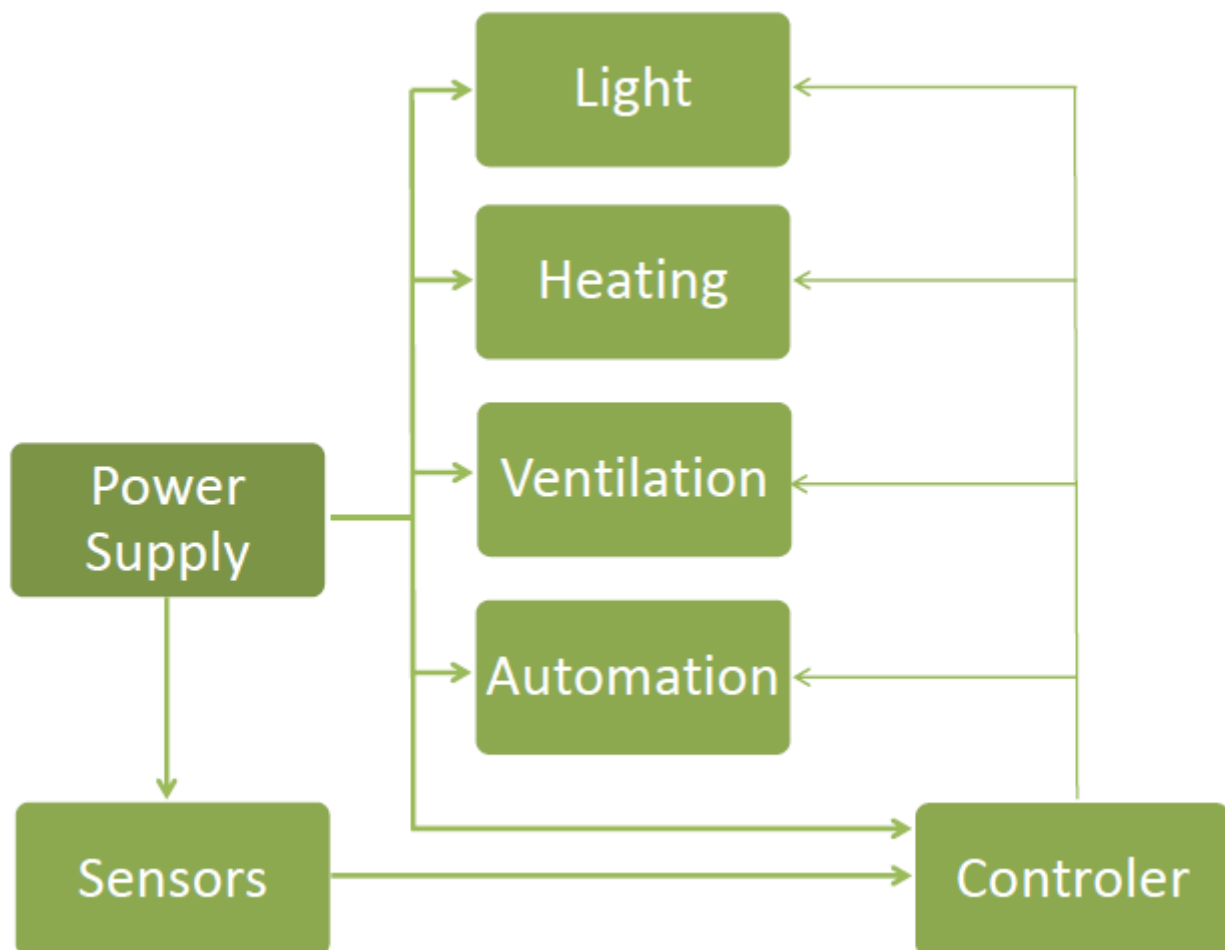 Light
Heating
Ventilation
Power
Supply
Automation
Sensors
Controler